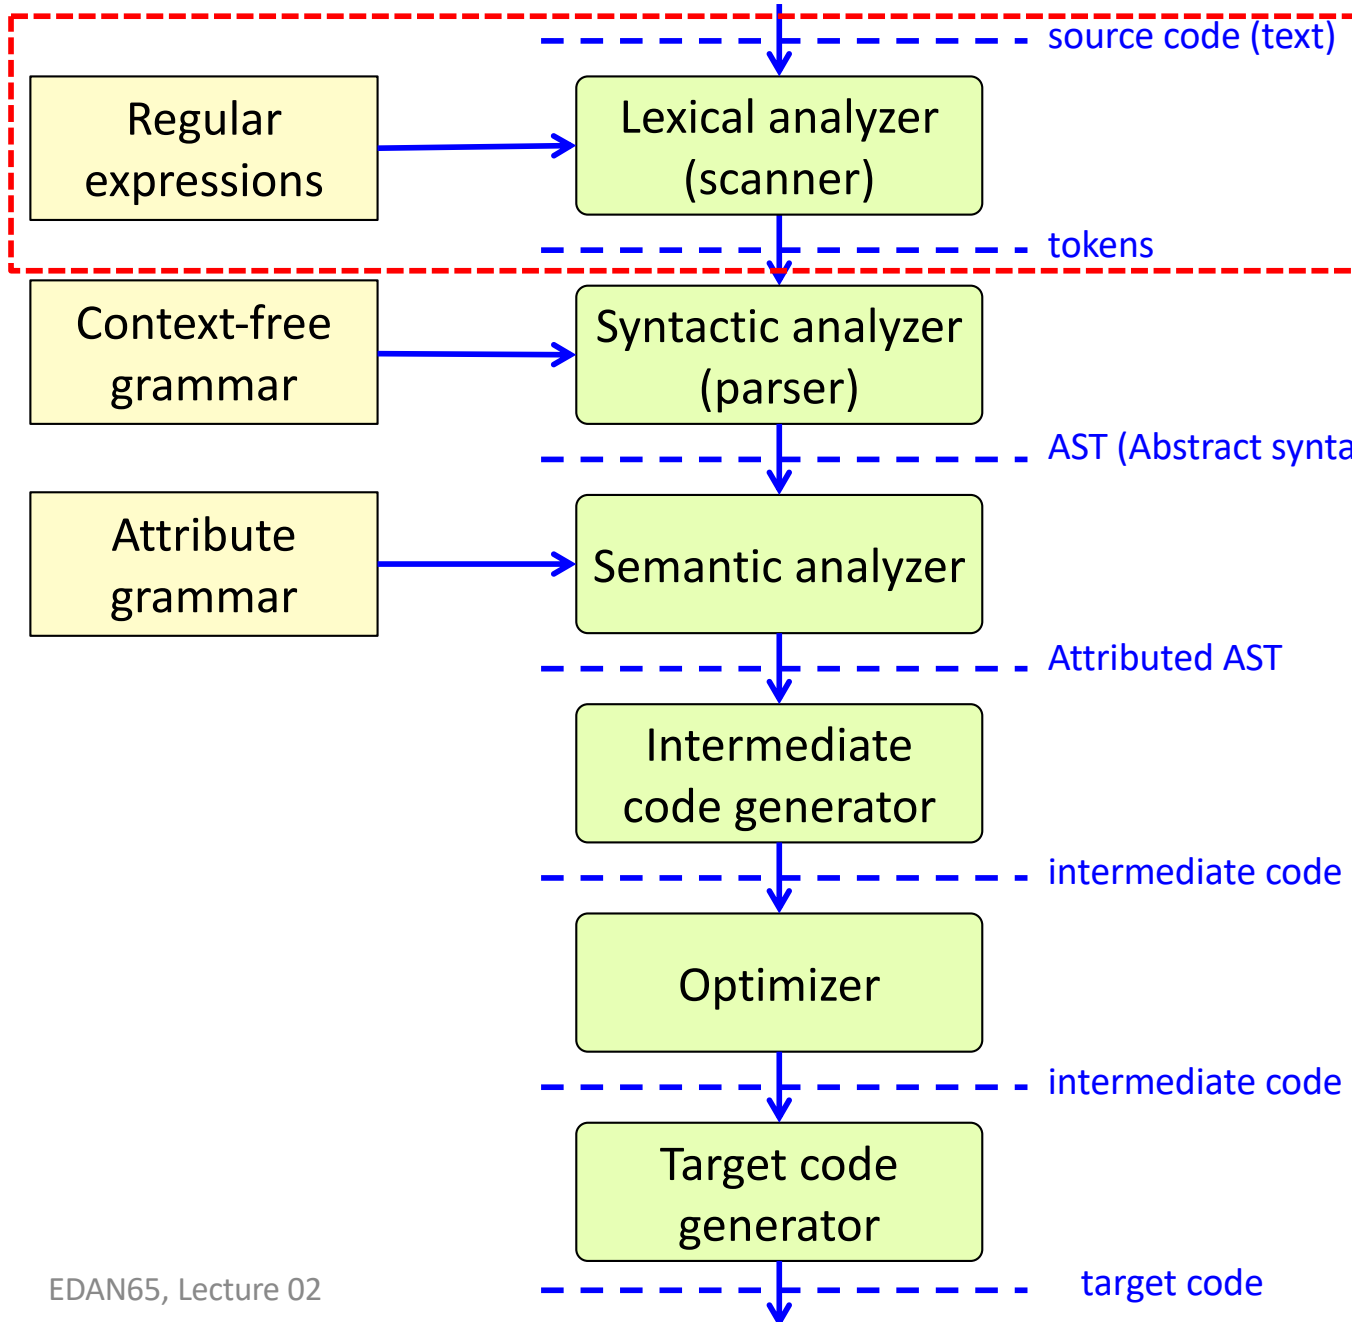 source code (text)
Regular
expressions
Lexical analyzer
(scanner)
tokens
Context-free
grammar
Syntactic analyzer
(parser)
AST (Abstract
Attribute
grammar
Semantic analyzer
Attributed AST
Intermediate
code generator
intermediate code
Optimizer
intermediate code
Target code
generator
target code
EDAN65, Lecture 02